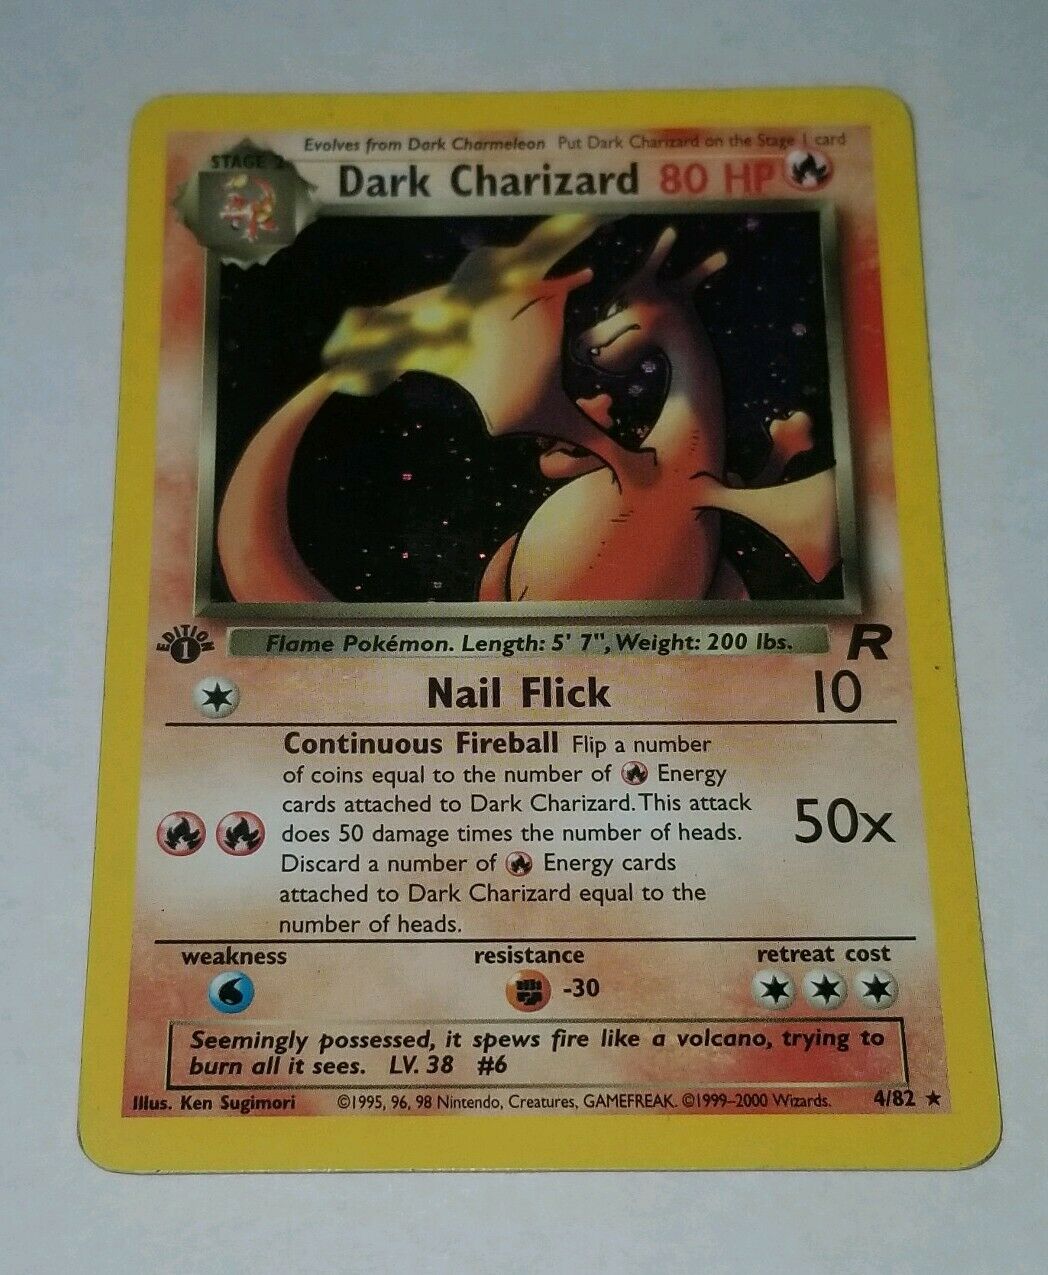 Evolves from Dark Charmeleon Put Dark Charizard on the Stage 1 card
STAGE 2
Dark Charizard 80 HP
EDITION
1
Flame Pokémon. Length: 5' 7", Weight: 200 lbs.
R
Nail Flick 10
Continuous Fireball Flip a number
of coins equal to the number of Energy
cards attached to Dark Charizard. This attack
does 50 damage times the number of heads.
Discard a number of Energy cards
attached to Dark Charizard equal to the
number of heads.
50x
weakness resistance retreat cost
-30
Seemingly possessed, it spews fire like a volcano, trying to
burn all it sees. LV. 38 #6
Illus. Ken Sugimori ©1995, 96, 98 Nintendo, Creatures, GAMEFREAK. ©1999-2000 Wizards. 4/82 ★